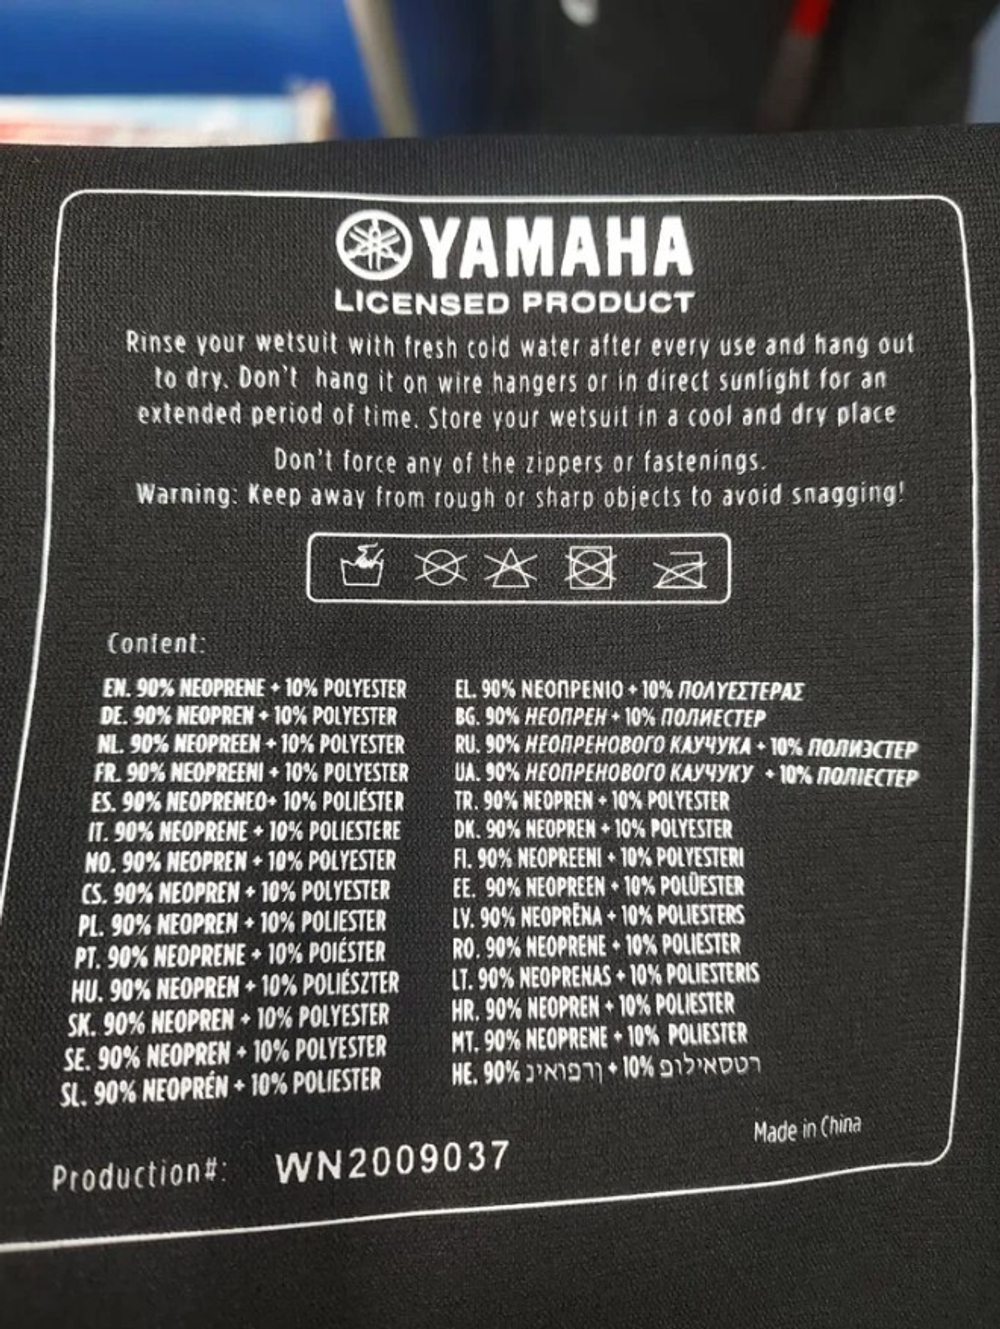 YAMAHA
LICENSED PRODUCT
Rinse your wetsuit with fresh cold water after every use and hang out
to dry. Don't hang it on wire hangers or in direct sunlight for an
extended period of time. Store your wetsuit in a cool and dry place
Don't force any of the zippers or fastenings.
Warning: Keep away from rough or sharp objects to avoid snagging!
Content:
EN. 90% NEOPRENE + 10% POLYESTER
DE. 90% NEOPREN + 10% POLYESTER
NL. 90% NEOPREEN + 10% POLYESTER
FR. 90% NEOPREENI + 10% POLYESTER
ES. 90% NEOPRENEO+ 10% POLIÉSTER
IT. 90% NEOPRENE + 10% POLIESTERE
NO. 90% NEOPREN + 10% POLYESTER
CS. 90% NEOPREN + 10% POLYESTER
PL. 90% NEOPREN + 10% POLIESTER
PT. 90% NEOPRENE + 10% POIÉSTER
HU. 90% NEOPREN + 10% POLIÉSZTER
SK. 90% NEOPREN + 10% POLYESTER
SE. 90% NEOPREN + 10% POLYESTER
SL. 90% NEOPRÉN + 10% POLIESTER
EL. 90% ΝΕΟΠΡΕΝΙΟ + 10% ΠΟΛΥΕΣΤΕΡΑΣ
BG. 90% НЕОПРЕН + 10% ПОЛИЕСТЕР
RU. 90% НЕОПРЕНОВОГО КАУЧУКА + 10% ПОЛИЭСТЕР
UA. 90% НЕОПРЕНОВОГО КАУЧУКУ + 10% ПОЛІЕСТЕР
TR. 90% NEOPREN + 10% POLYESTER
DK. 90% NEOPREN + 10% POLYESTER
FI. 90% NEOPREENI + 10% POLYESTERI
EE. 90% NEOPREEN + 10% POLÜESTER
LV. 90% NEOPRĒNA + 10% POLIESTERS
RO. 90% NEOPRENE + 10% POLIESTER
LT. 90% NEOPRENAS + 10% POLIESTERIS
HR. 90% NEOPREN + 10% POLIESTER
MT. 90% NEOPRENE + 10% POLIESTER
HE. 90% + 10%
Made in China
Production#: WN2009037